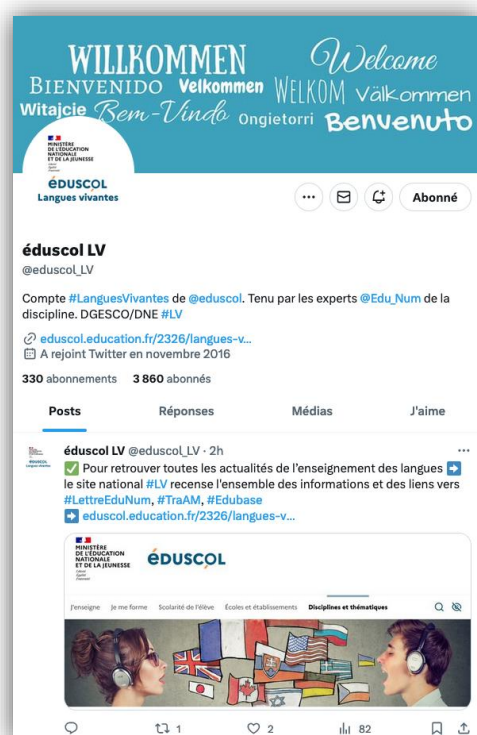 WILLKOMMEN Welcome
BIENVENIDO Velkommen WELKOM Välkommen
Witajcie Bem-Vindo Ongietorri Benvenuto
MINISTÈRE
DE L'ÉDUCATION
NATIONALE
ET DE LA JEUNESSE
éduscol
Langues vivantes
Abonné
éduscol LV
@eduscol_LV
Compte #LanguesVivantes de @eduscol. Tenu par les experts @Edu_Num de la
discipline. DGESCO/DNE #LV
eduscol.education.fr/2326/langues-v...
A rejoint Twitter en novembre 2016
330 abonnements 3 860 abonnés
Posts Réponses Médias J'aime
éduscol LV @eduscol_LV · 2h
Pour retrouver toutes les actualités de l'enseignement des langues
le site national #LV recense l'ensemble des informations et des liens vers
#LettreEduNum, #TraAM, #Edubase
eduscol.education.fr/2326/langues-v...
MINISTÈRE
DE L'ÉDUCATION
NATIONALE
ET DE LA JEUNESSE
éduscol
J'enseigne Je me forme Scolarité de l'élève Écoles et établissements Disciplines et thématiques
1 2 82